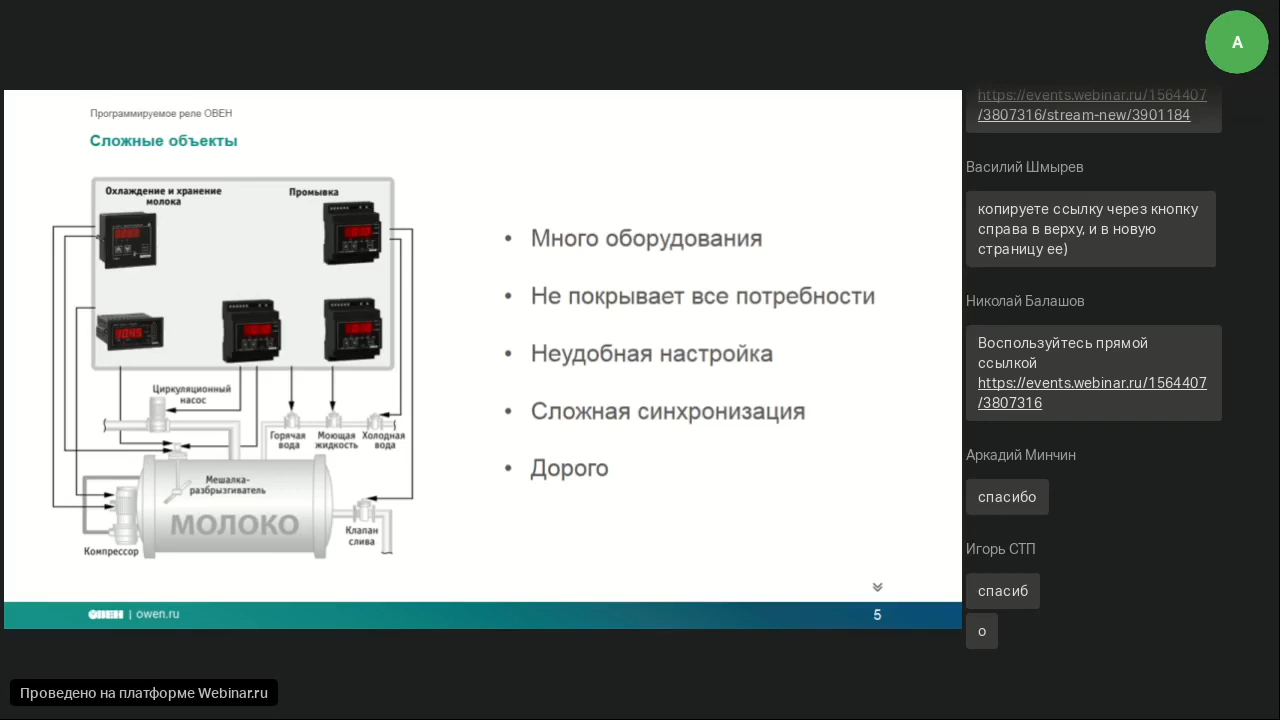 A
Программируемое реле ОВЕН
Сложные объекты
Охлаждение и хранение
молока
Промывка
Циркуляционный
насос
Горячая
вода
Моющая
жидкость
Холодная
вода
Мешалка-
разбрызгиватель
МОЛОКО
Клапан
слива
Компрессор
• Много оборудования
• Не покрывает все потребности
• Неудобная настройка
• Сложная синхронизация
• Дорого
ОВЕН | owen.ru
5
https://events.webinar.ru/1564407
/3807316/stream-new/3901184
Василий Шмырев
копируете ссылку через кнопку
справа в верху, и в новую
страницу ее)
Николай Балашов
Воспользуйтесь прямой
ссылкой
https://events.webinar.ru/1564407
/3807316
Аркадий Минчин
спасибо
Игорь СТП
спасиб
о
Проведено на платформе Webinar.ru